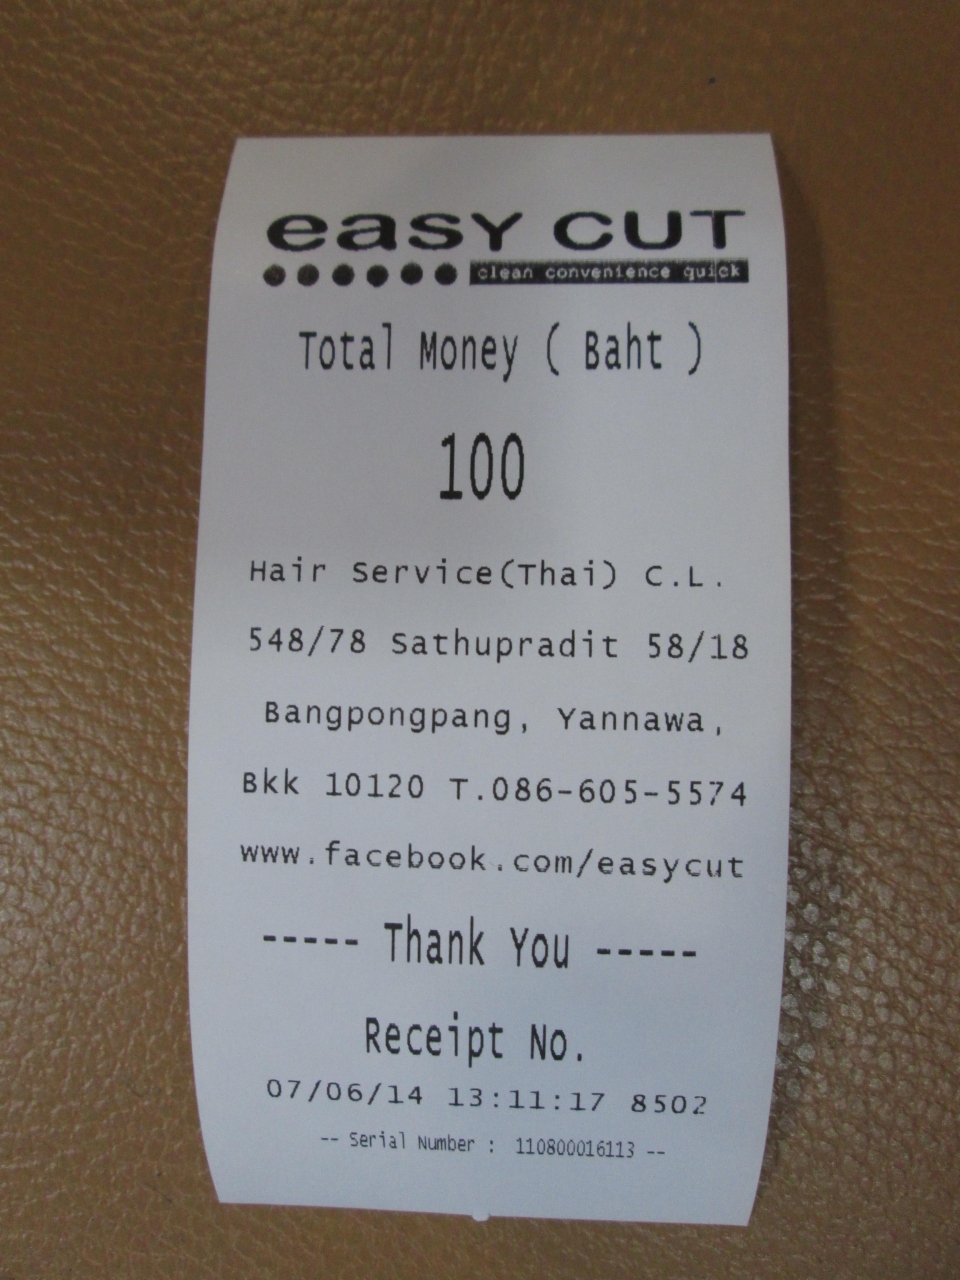 easy CUT
clean convenience quick
Total Money ( Baht )
100
Hair Service(Thai) C.L.
548/78 Sathupradit 58/18
Bangpongpang, Yannawa,
Bkk 10120 T.086-605-5574
www.facebook.com/easycut
----- Thank You -----
Receipt No.
07/06/14 13:11:17 8502
-- Serial Number : 110800016113 --